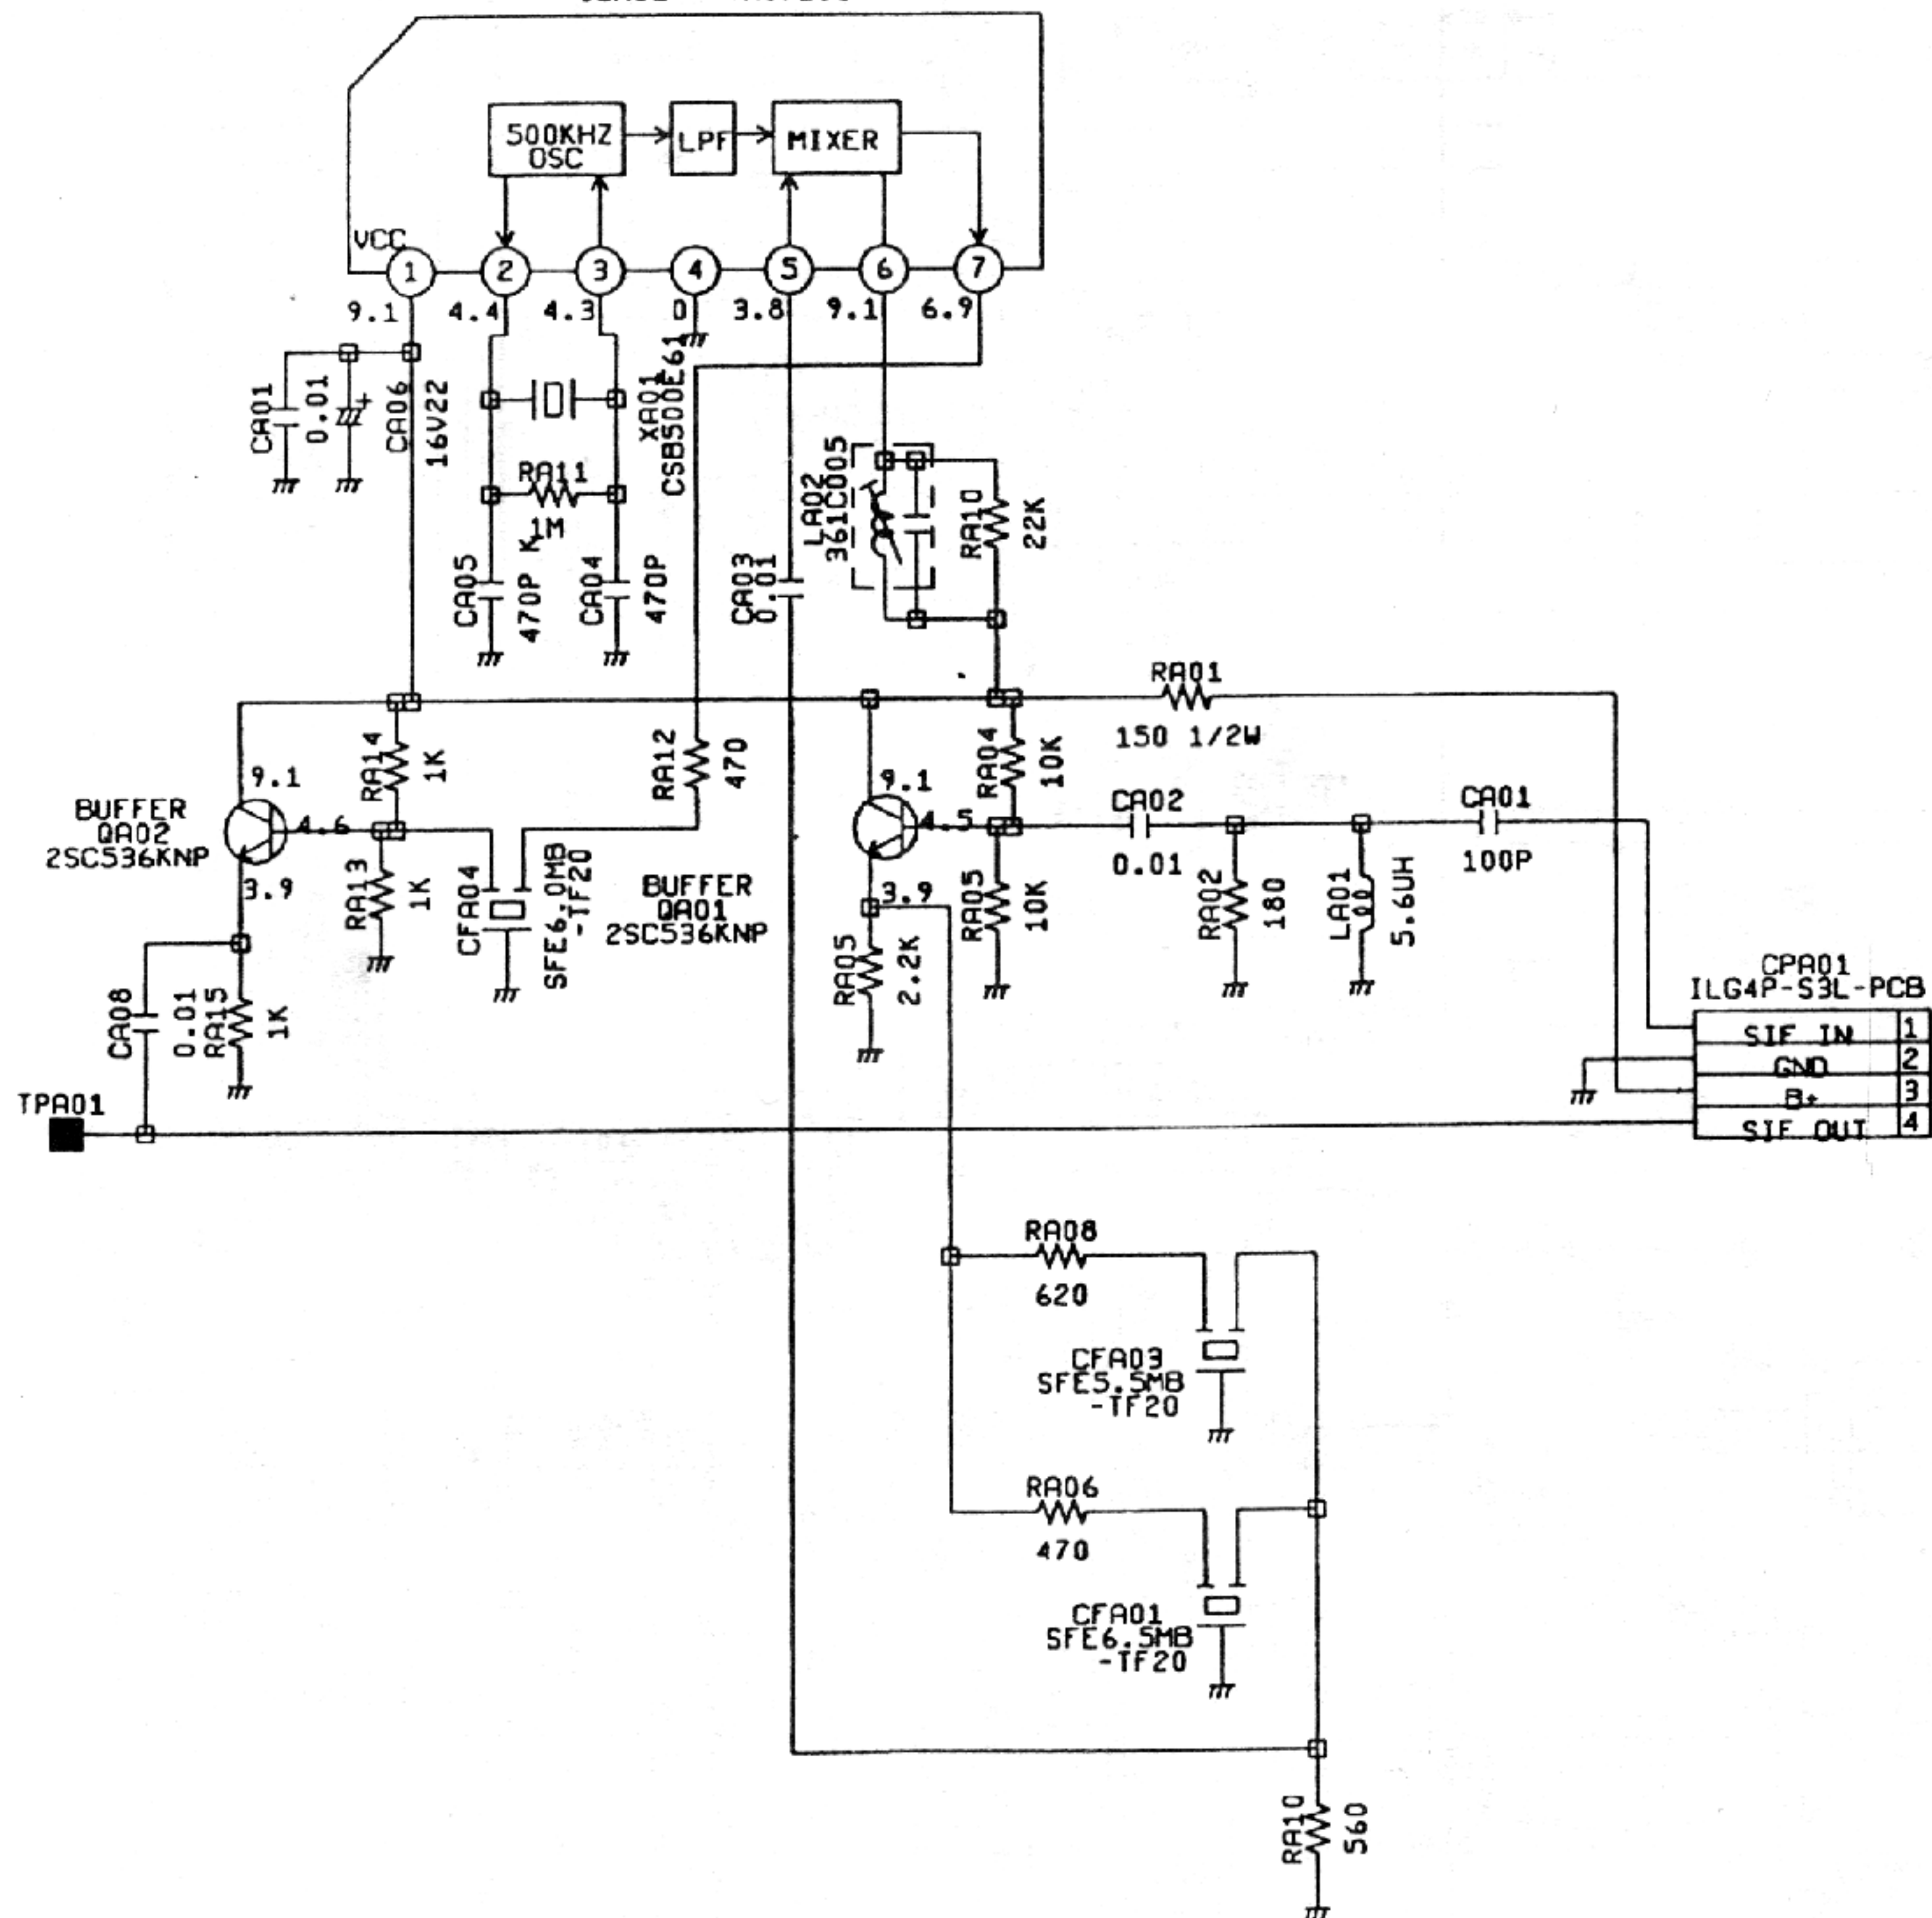 500KHZ
OSC
LPF
MIXER
VCC
1
2
3
4
5
6
7
9.1
4.4
4.3
0
3.8
9.1
6.9
CA01
0.01
+
CA06
16V22
XA01
CSB500E61
RA11
1M
CA05
470P K
CA04
470P
CA03
0.01
LA02
361C005
RA10
22K
RA01
150 1/2W
RA14
1K
RA12
470
RA04
10K
9.1
BUFFER
QA02
2SC536KNP
4.6
3.9
RA13
1K
CFA04
SFE6.0MB
-TF20
BUFFER
QA01
2SC536KNP
9.1
4.5
3.9
CA02
0.01
CA01
100P
RA05
2.2K
RA05
10K
RA02
180
LA01
5.6UH
CA08
0.01
RA15
1K
TPA01
CPA01
ILG4P-S3L-PCB
SIF IN 1
GND 2
B+ 3
SIF OUT 4
RA08
620
CFA03
SFE5.5MB
-TF20
RA06
470
CFA01
SFE6.5MB
-TF20
RA10
560